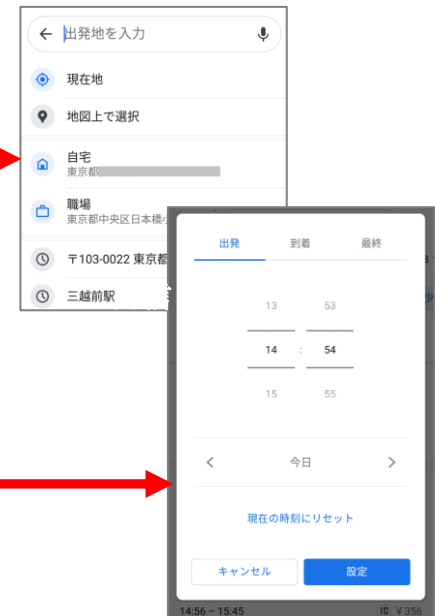 出発地を入力
現在地
地図上で選択
自宅
東京都
職場
東京都中央区日本橋
〒103-0022 東京都
三越前駅
出発 到着 最終
13 53
14 : 54
15 55
今日
現在の時刻にリセット
キャンセル 設定
14:56 – 15:45 IC ¥356